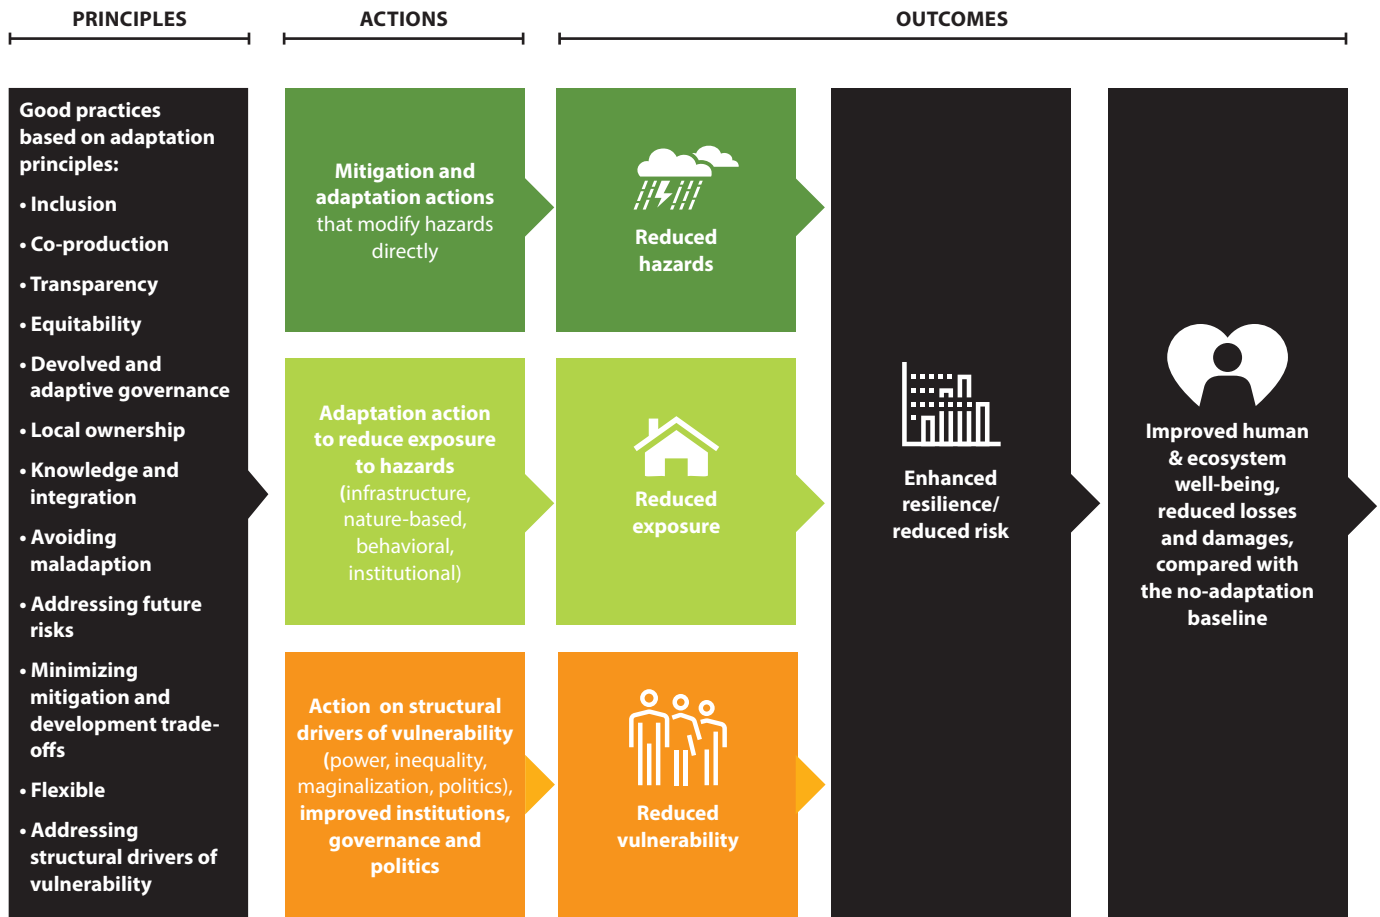 PRINCIPLES
ACTIONS
OUTCOMES
Good practices
based on adaptation
principles:
• Inclusion
• Co-production
• Transparency
• Equitability
• Devolved and
adaptive governance
• Local ownership
• Knowledge and
integration
• Avoiding
maladaption
• Addressing future
risks
• Minimizing
mitigation and
development trade-
offs
• Flexible
• Addressing
structural drivers of
vulnerability
Mitigation and
adaptation actions
that modify hazards
directly
Adaptation action
to reduce exposure
to hazards
(infrastructure,
nature-based,
behavioral,
institutional)
Action on structural
drivers of vulnerability
(power, inequality,
maginalization, politics),
improved institutions,
governance and
politics
Reduced
hazards
Reduced
exposure
Reduced
vulnerability
Enhanced
resilience/
reduced risk
Improved human
& ecosystem
well-being,
reduced losses
and damages,
compared with
the no-adaptation
baseline